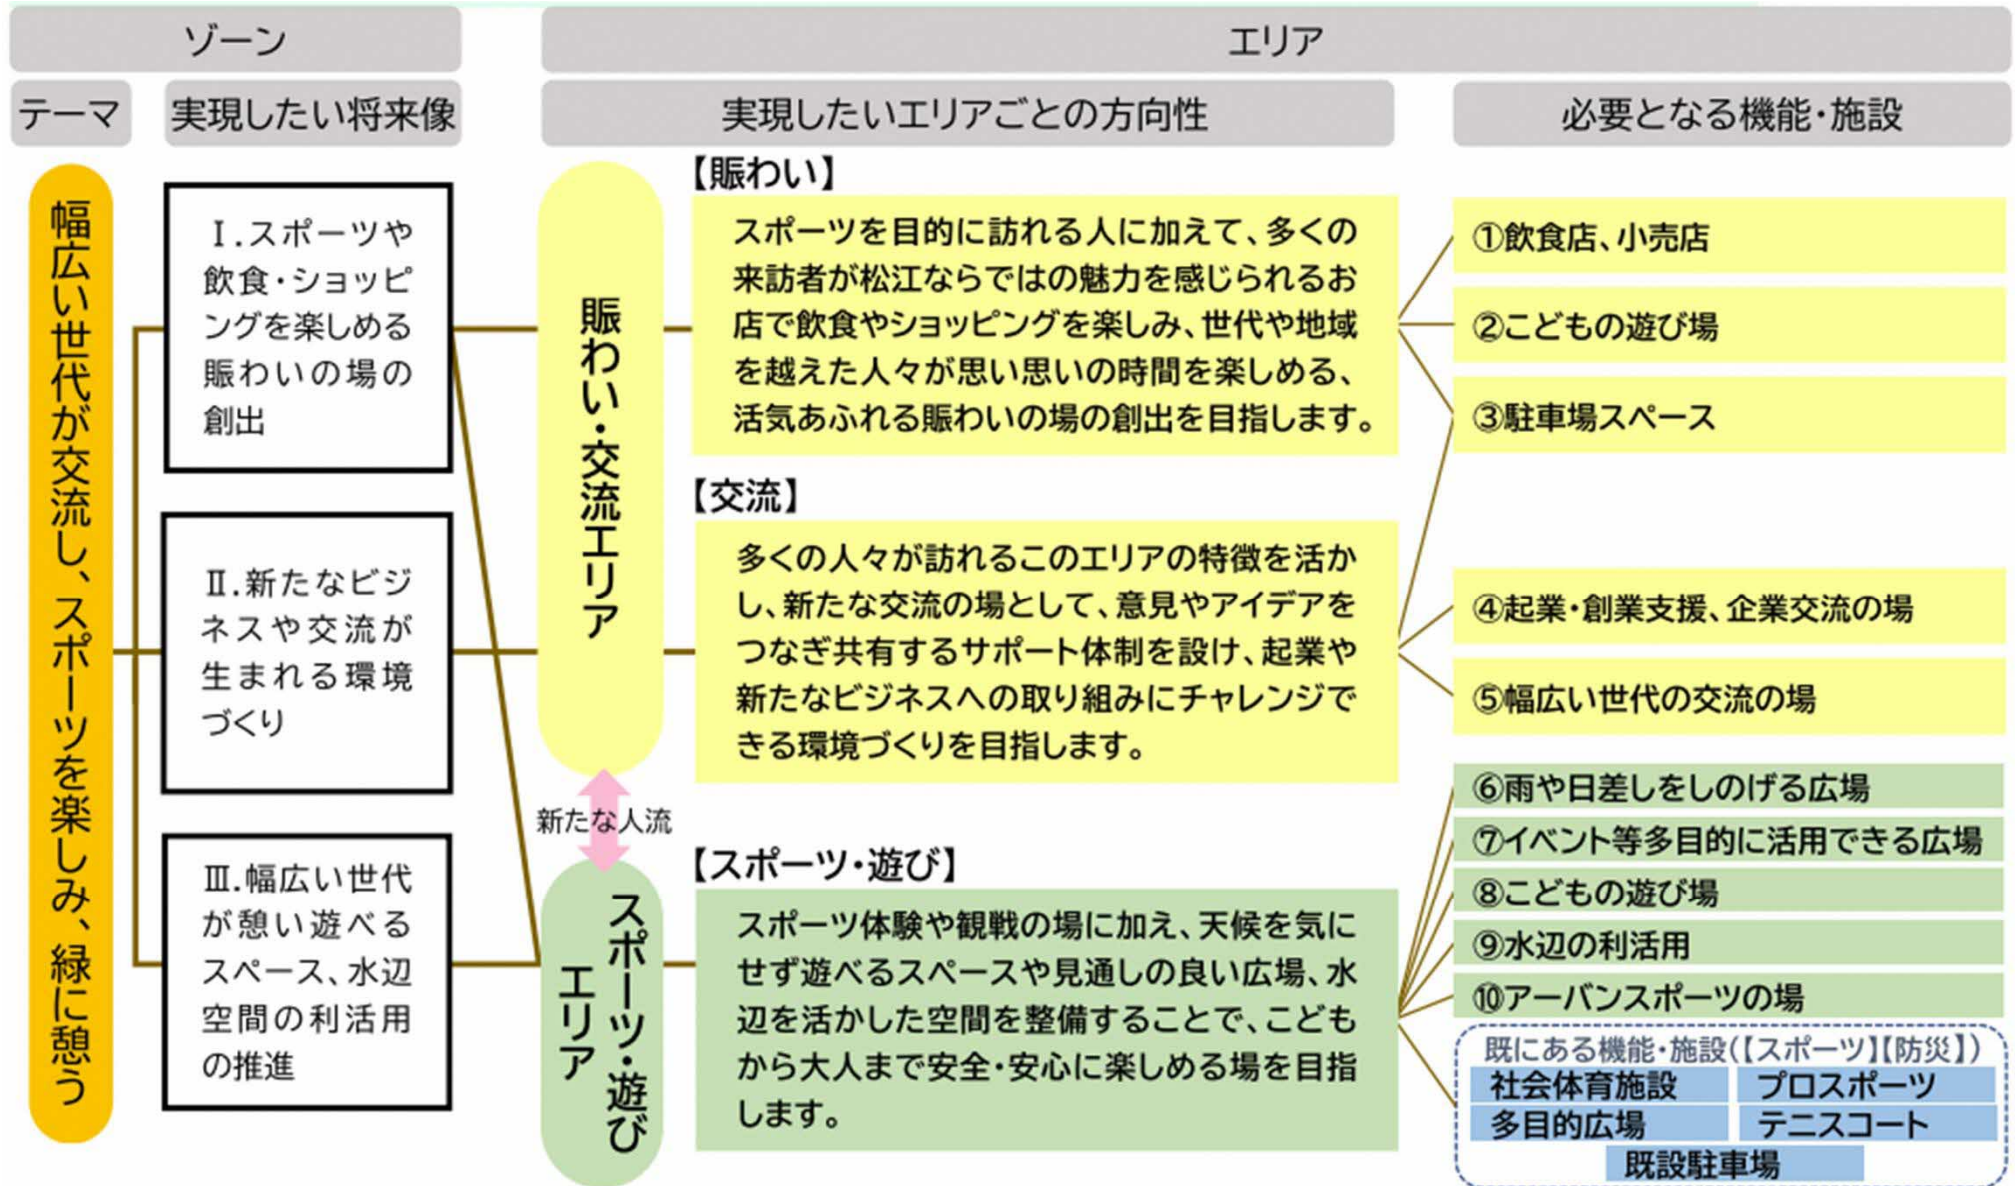 ゾーン
エリア
テーマ
実現したい将来像
実現したいエリアごとの方向性
必要となる機能・施設
幅広い世代が交流し、スポーツを楽しみ、緑に憩う
Ⅰ.スポーツや
飲食・ショッピ
ングを楽しめる
賑わいの場の
創出
Ⅱ.新たなビジ
ネスや交流が
生まれる環境
づくり
Ⅲ.幅広い世代
が憩い遊べる
スペース、水辺
空間の利活用
の推進
賑わい・交流エリア
新たな人流
スポーツ・遊び
エリア
【賑わい】
スポーツを目的に訪れる人に加えて、多くの
来訪者が松江ならではの魅力を感じられるお
店で飲食やショッピングを楽しみ、世代や地域
を越えた人々が思い思いの時間を楽しめる、
活気あふれる賑わいの場の創出を目指します。
【交流】
多くの人々が訪れるこのエリアの特徴を活か
し、新たな交流の場として、意見やアイデアを
つなぎ共有するサポート体制を設け、起業や
新たなビジネスへの取り組みにチャレンジで
きる環境づくりを目指します。
【スポーツ・遊び】
スポーツ体験や観戦の場に加え、天候を気に
せず遊べるスペースや見通しの良い広場、水
辺を活かした空間を整備することで、こども
から大人まで安全・安心に楽しめる場を目指
します。
①飲食店、小売店
②こどもの遊び場
③駐車場スペース
④起業・創業支援、企業交流の場
⑤幅広い世代の交流の場
⑥雨や日差しをしのげる広場
⑦イベント等多目的に活用できる広場
⑧こどもの遊び場
⑨水辺の利活用
⑩アーバンスポーツの場
既にある機能・施設(【スポーツ】【防災】)
社会体育施設
プロスポーツ
多目的広場
テニスコート
既設駐車場